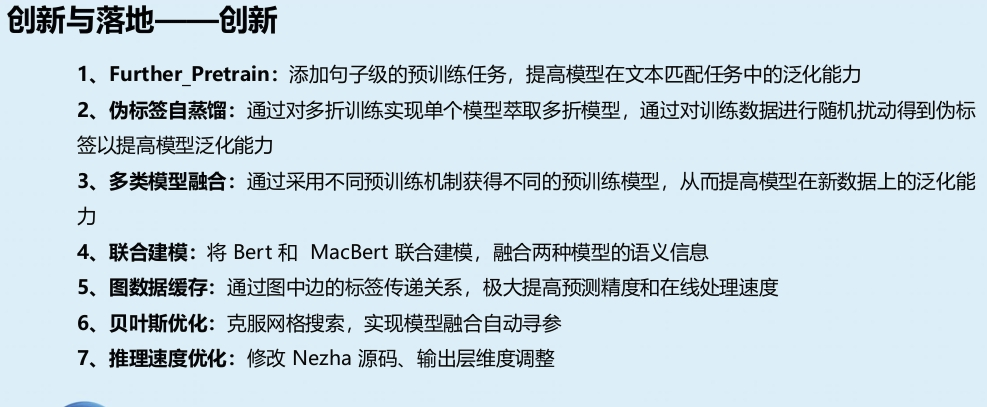 创新与落地——创新
1、Further_Pretrain：添加句子级的预训练任务，提高模型在文本匹配任务中的泛化能力
2、伪标签自蒸馏：通过对多折训练实现单个模型萃取多折模型，通过对训练数据进行随机扰动得到伪标
签以提高模型泛化能力
3、多类模型融合：通过采用不同预训练机制获得不同的预训练模型，从而提高模型在新数据上的泛化能
力
4、联合建模：将 Bert 和 MacBert 联合建模，融合两种模型的语义信息
5、图数据缓存：通过图中边的标签传递关系，极大提高预测精度和在线处理速度
6、贝叶斯优化：克服网格搜索，实现模型融合自动寻参
7、推理速度优化：修改 Nezha 源码、输出层维度调整